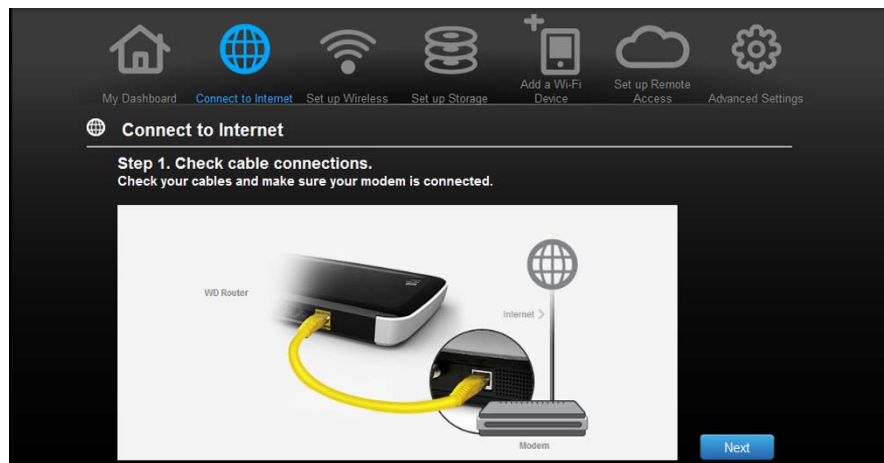 My Dashboard
Connect to Internet
Set up Wireless
Set up Storage
Add a Wi-Fi
Device
Set up Remote
Access
Advanced Settings
Connect to Internet
Step 1. Check cable connections.
Check your cables and make sure your modem is connected.
WD Router
Internet >
Modem
Next